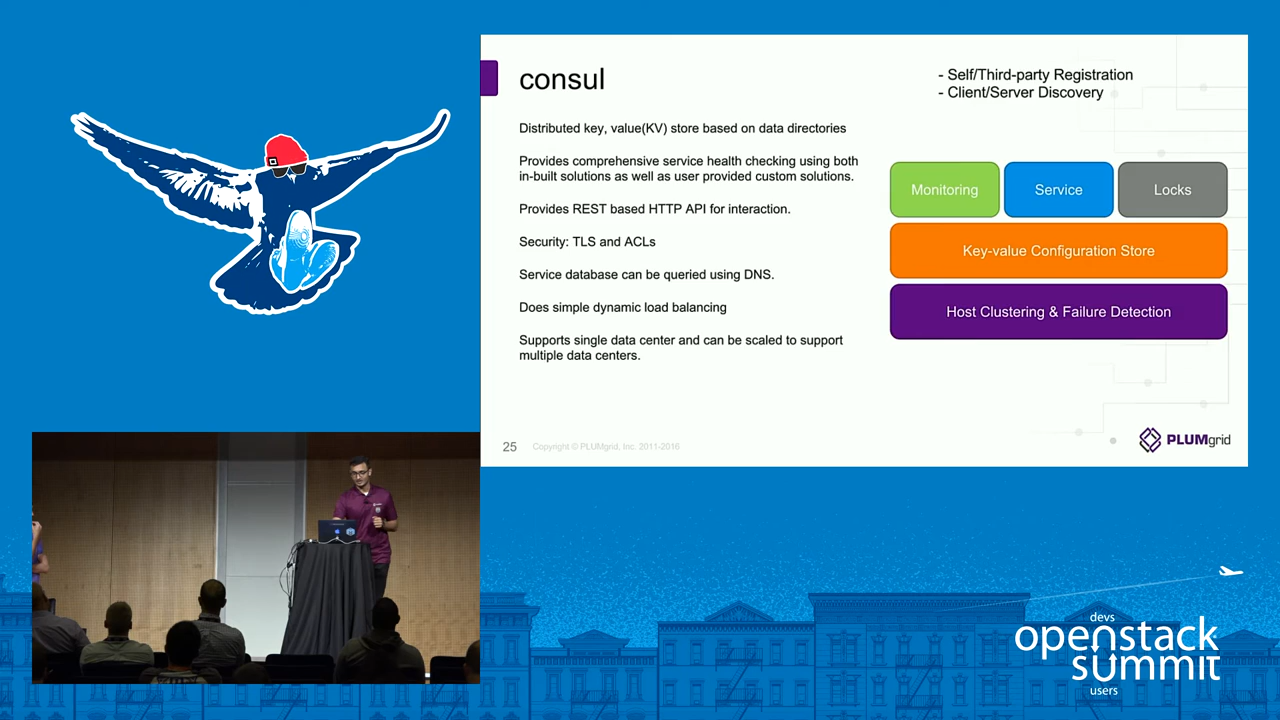 consul
- Self/Third-party Registration
- Client/Server Discovery
Distributed key, value(KV) store based on data directories
Provides comprehensive service health checking using both
in-built solutions as well as user provided custom solutions.
Provides REST based HTTP API for interaction.
Security: TLS and ACLs
Service database can be queried using DNS.
Does simple dynamic load balancing
Supports single data center and can be scaled to support
multiple data centers.
Monitoring
Service
Locks
Key-value Configuration Store
Host Clustering & Failure Detection
25
Copyright © PLUMgrid, Inc. 2011-2016
PLUMgrid
devs
openstack
summit
users